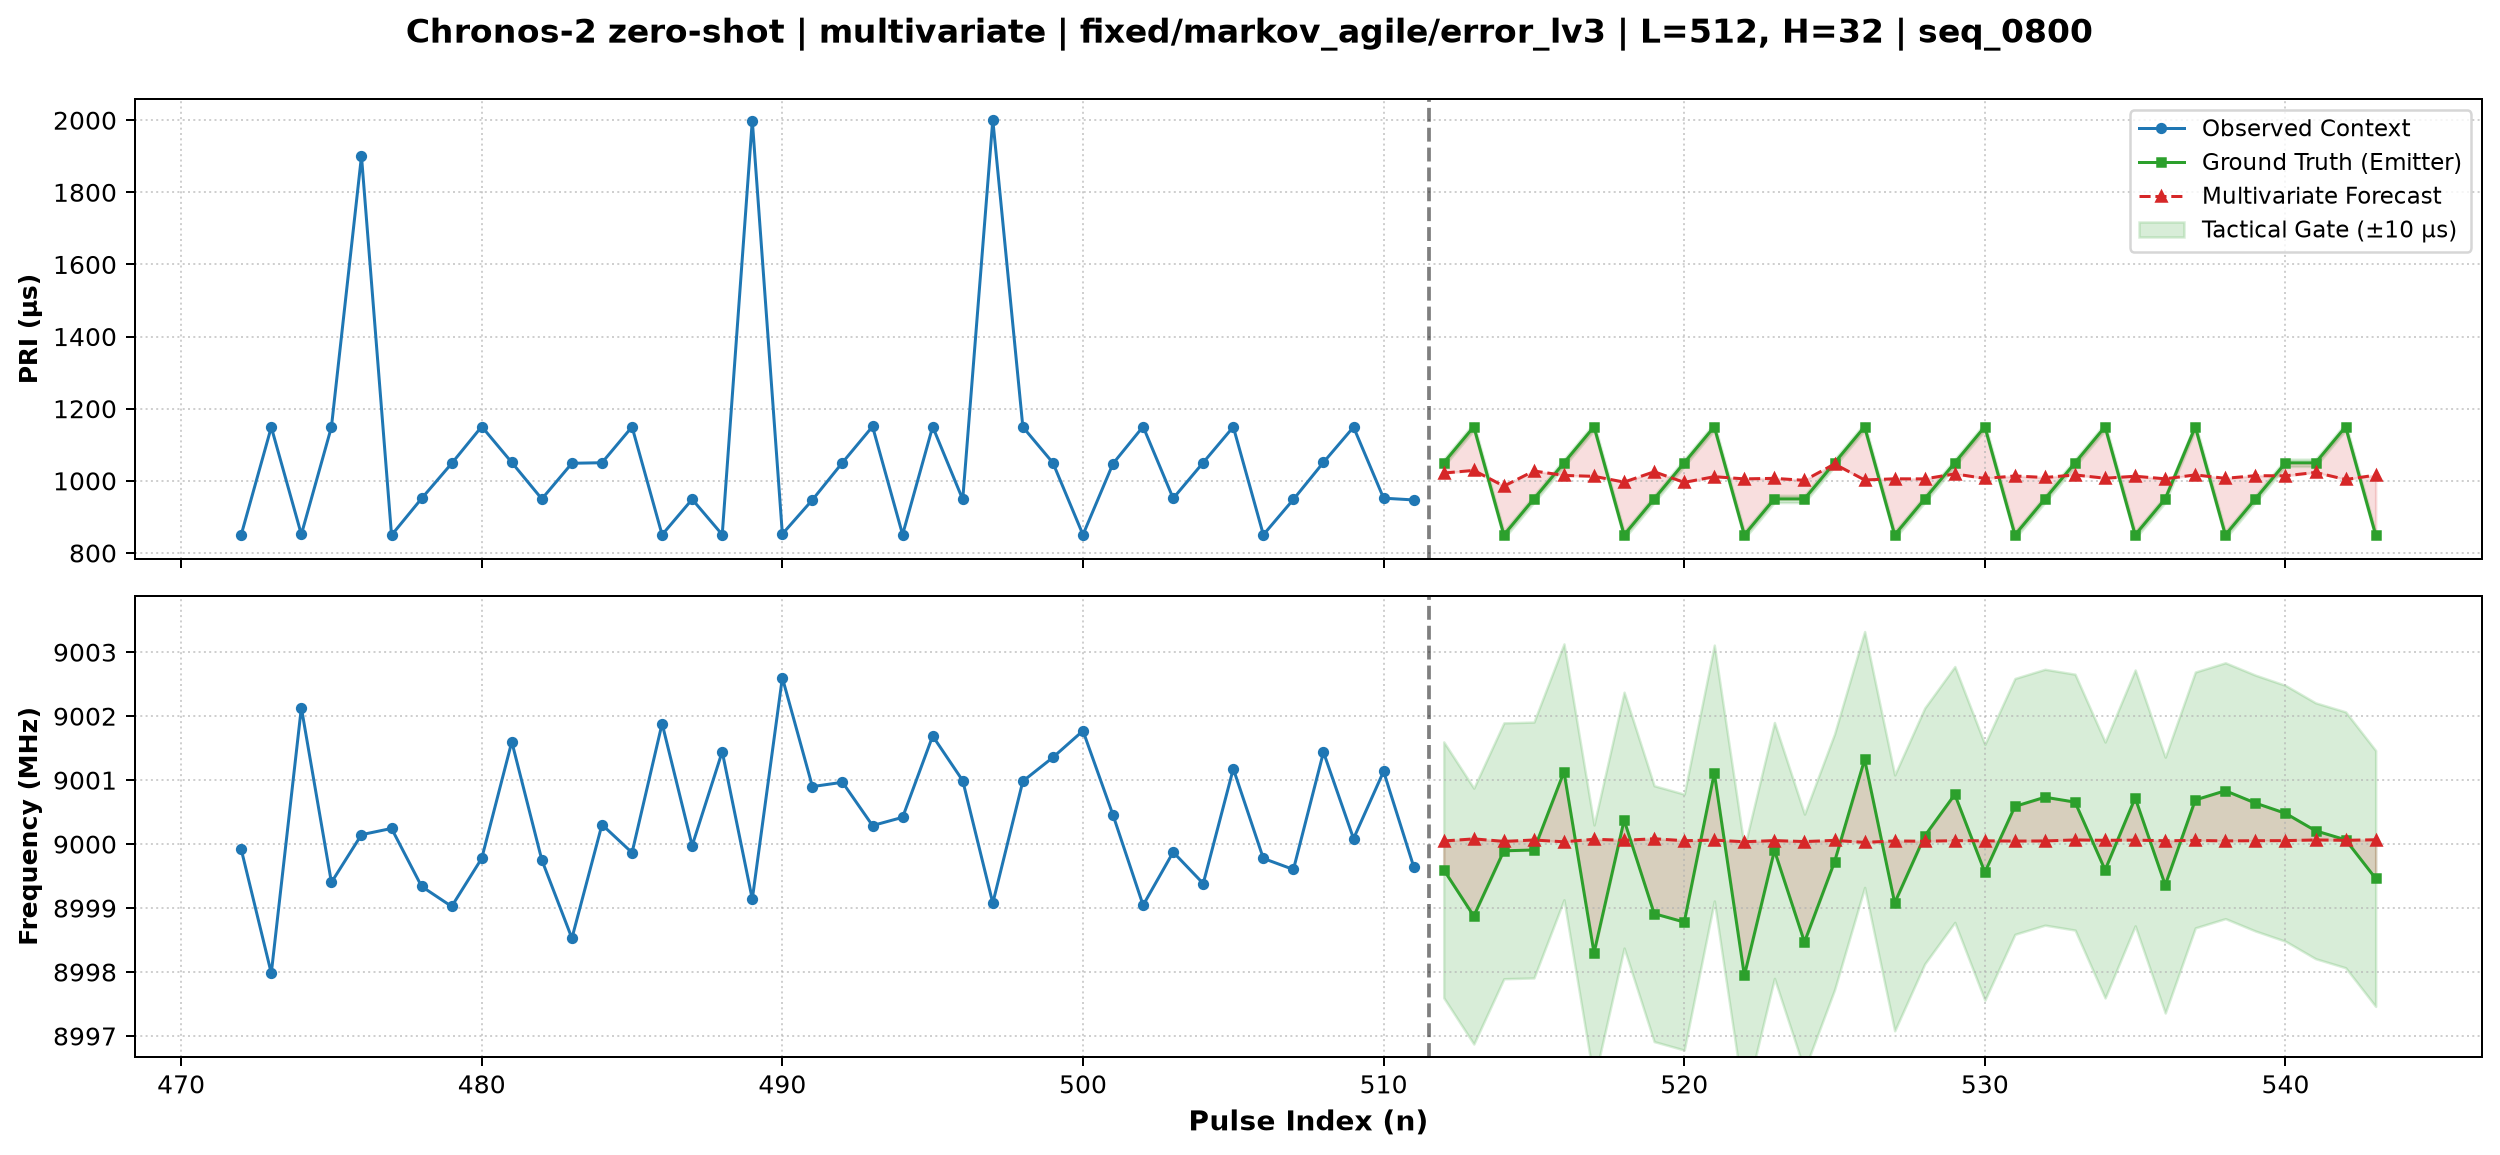 Chronos-2 zero-shot | multivariate | fixed/markov_agile/error_lv3 | L=512, H=32 | seq_0800
2000
1800
1600
1400
1200
1000
800
PRI (µs)
Observed Context
Ground Truth (Emitter)
Multivariate Forecast
Tactical Gate (±10 µs)
9003
9002
9001
9000
8999
8998
8997
Frequency (MHz)
470 480 490 500 510 520 530 540
Pulse Index (n)